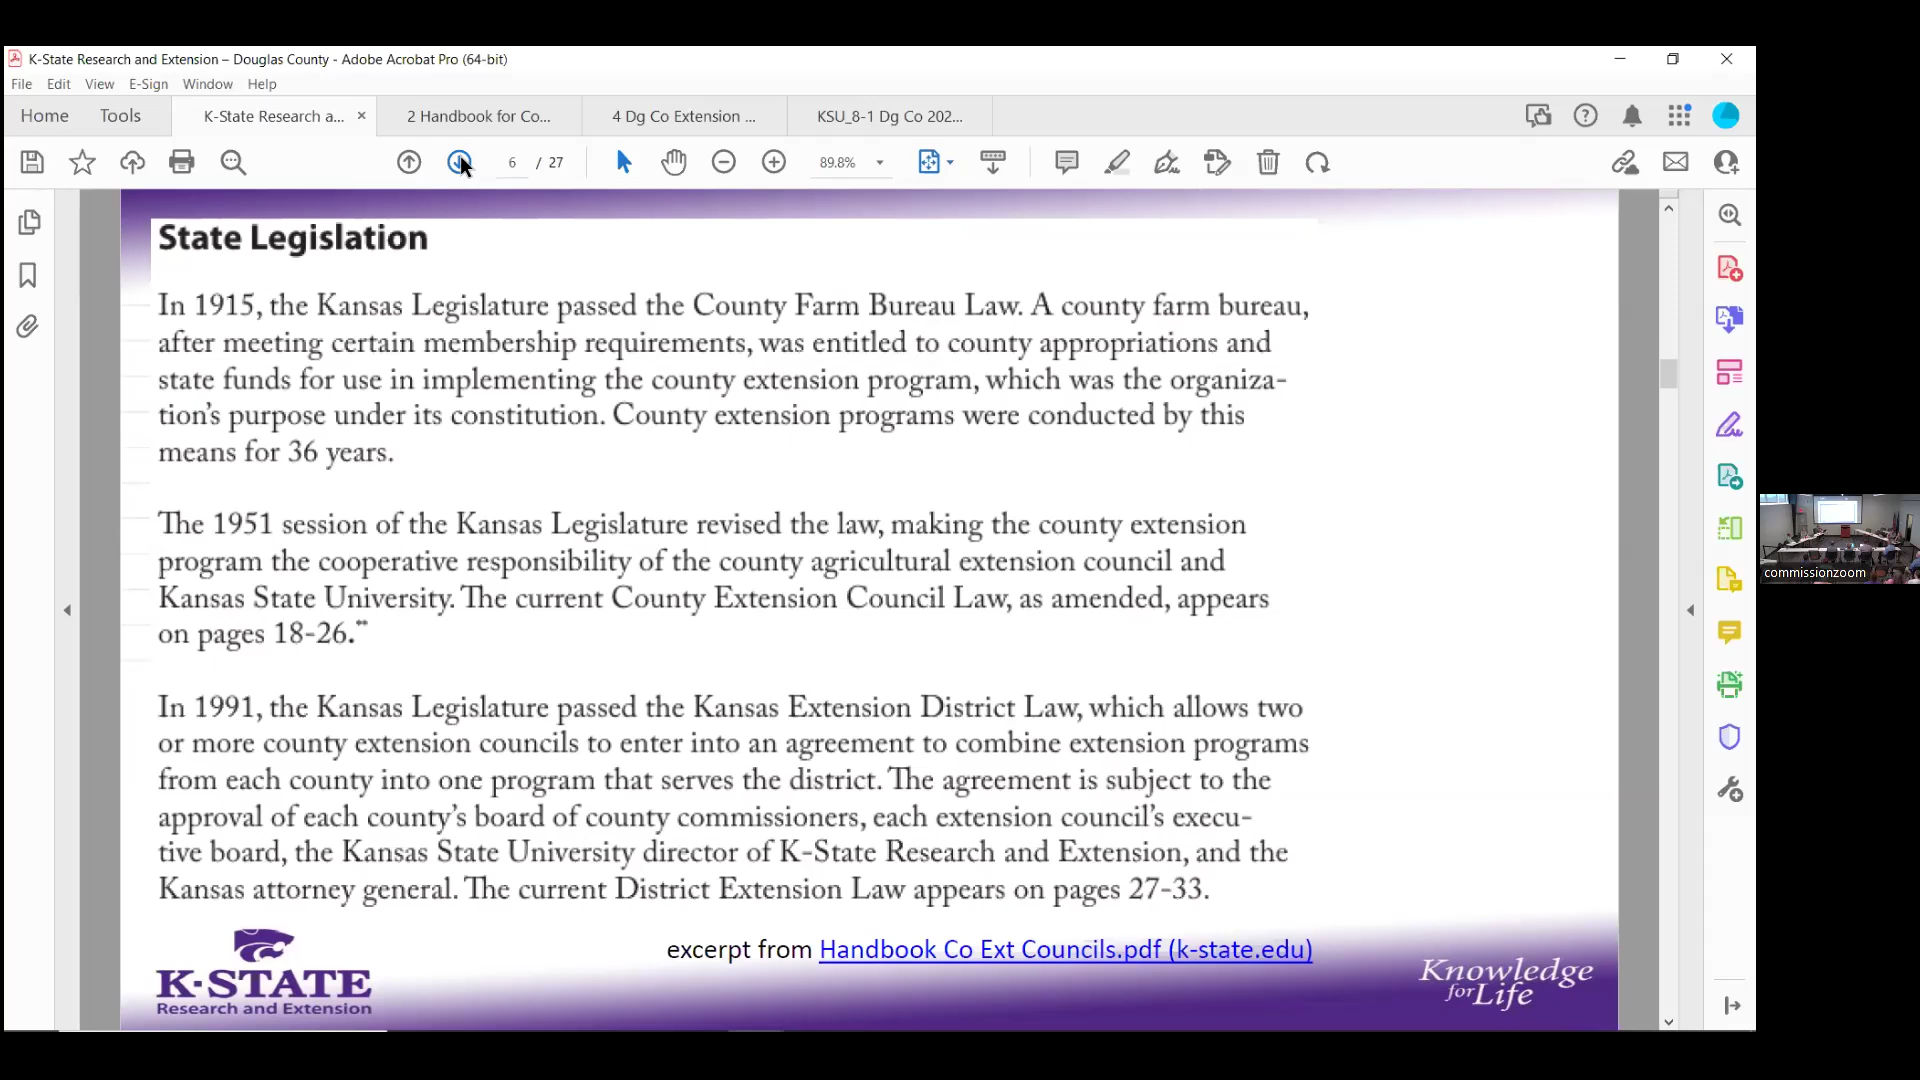 K-State Research and Extension – Douglas County - Adobe Acrobat Pro (64-bit)
File Edit View E-Sign Window Help
Home Tools K-State Research a... 2 Handbook for Co... 4 Dg Co Extension ... KSU_8-1 Dg Co 202...
6 / 27 89.8%
State Legislation
In 1915, the Kansas Legislature passed the County Farm Bureau Law. A county farm bureau,
after meeting certain membership requirements, was entitled to county appropriations and
state funds for use in implementing the county extension program, which was the organiza-
tion's purpose under its constitution. County extension programs were conducted by this
means for 36 years.
The 1951 session of the Kansas Legislature revised the law, making the county extension
program the cooperative responsibility of the county agricultural extension council and
Kansas State University. The current County Extension Council Law, as amended, appears
on pages 18-26.**
In 1991, the Kansas Legislature passed the Kansas Extension District Law, which allows two
or more county extension councils to enter into an agreement to combine extension programs
from each county into one program that serves the district. The agreement is subject to the
approval of each county's board of county commissioners, each extension council's execu-
tive board, the Kansas State University director of K-State Research and Extension, and the
Kansas attorney general. The current District Extension Law appears on pages 27-33.
excerpt from Handbook Co Ext Councils.pdf (k-state.edu)
K-STATE
Research and Extension
Knowledge
for Life
commissionzoom